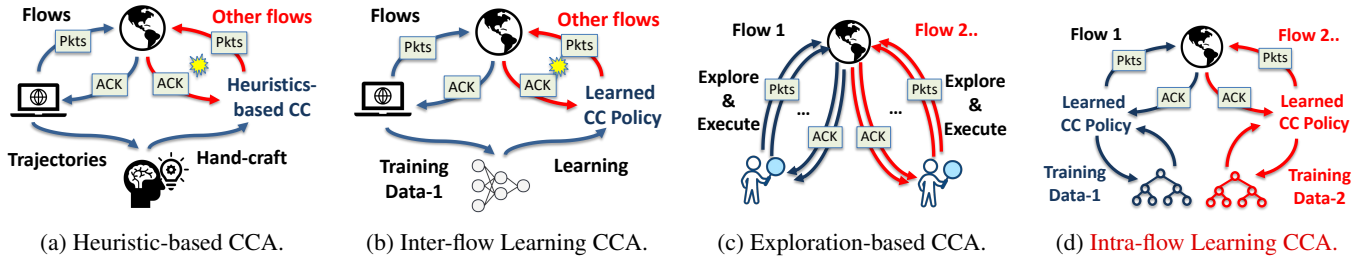 Flows
Other flows
Pkts
Pkts
ACK
ACK
Heuristics-
based CC
Trajectories
Hand-craft
(a) Heuristic-based CCA.
Flows
Other flows
Pkts
Pkts
ACK
ACK
Learned
CC Policy
Training
Data-1
Learning
(b) Inter-flow Learning CCA.
Flow 1
Flow 2..
Explore
&
Execute
Pkts
Pkts
Explore
&
Execute
...
...
ACK
ACK
(c) Exploration-based CCA.
Flow 1
Flow 2..
Pkts
Pkts
ACK
ACK
Learned
CC Policy
Learned
CC Policy
Training
Data-1
Training
Data-2
(d) Intra-flow Learning CCA.